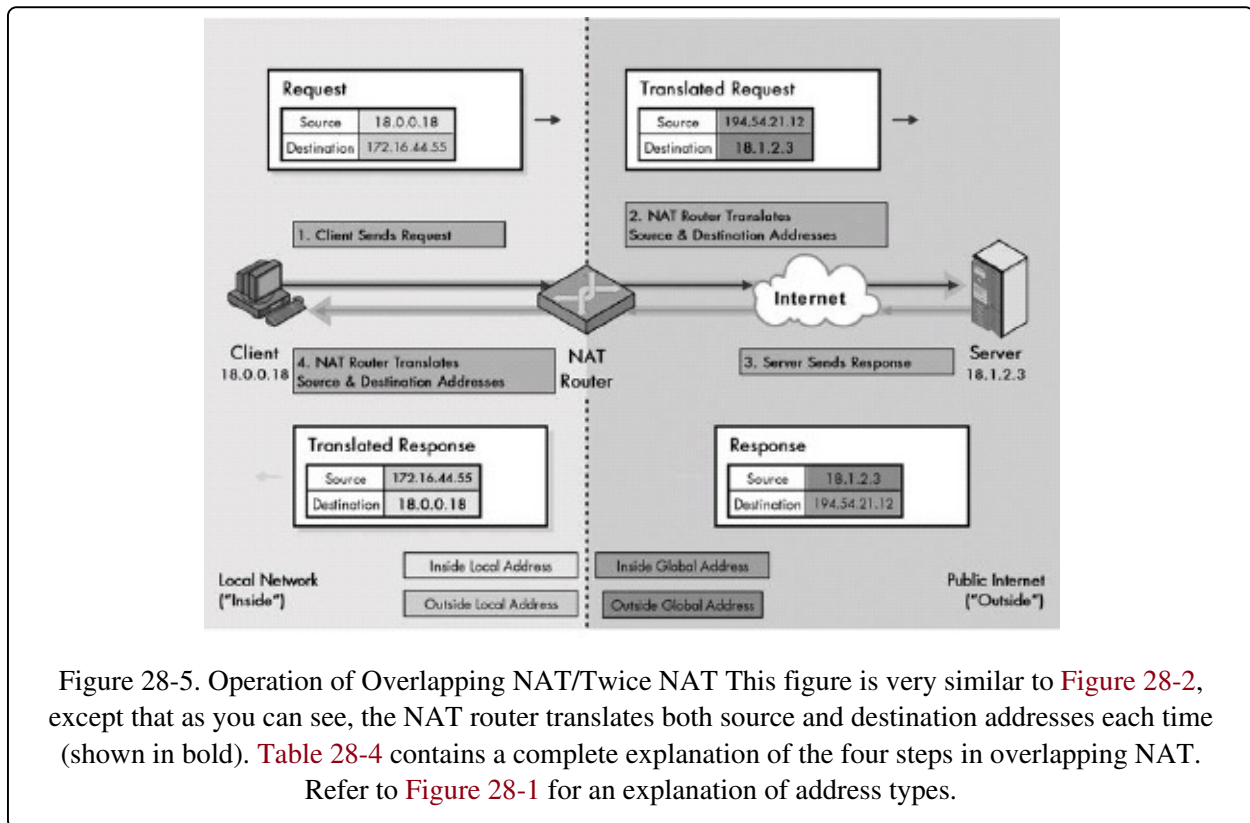 Request
Source 18.0.0.18
Destination 172.16.44.55
Translated Request
Source 194.54.21.12
Destination 18.1.2.3
1. Client Sends Request
2. NAT Router Translates
Source & Destination Addresses
Internet
Client
18.0.0.18
4. NAT Router Translates
Source & Destination Addresses
NAT
Router
3. Server Sends Response
Server
18.1.2.3
Translated Response
Source 172.16.44.55
Destination 18.0.0.18
Response
Source 18.1.2.3
Destination 194.54.21.12
Local Network
("Inside")
Inside Local Address
Outside Local Address
Inside Global Address
Outside Global Address
Public Internet
("Outside")
Figure 28-5. Operation of Overlapping NAT/Twice NAT This figure is very similar to Figure 28-2,
except that as you can see, the NAT router translates both source and destination addresses each time
(shown in bold). Table 28-4 contains a complete explanation of the four steps in overlapping NAT.
Refer to Figure 28-1 for an explanation of address types.